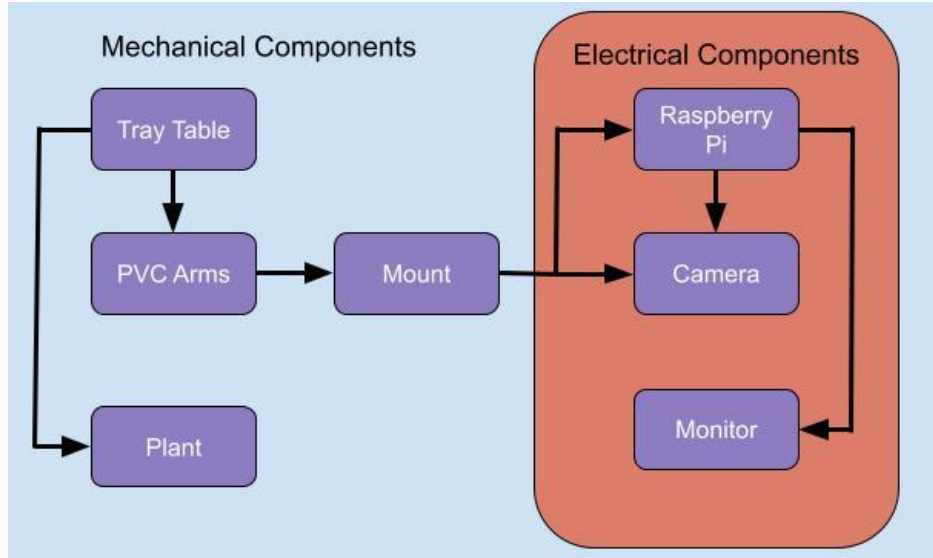 Mechanical Components
Electrical Components
Tray Table
Raspberry
Pi
PVC Arms
Mount
Camera
Plant
Monitor